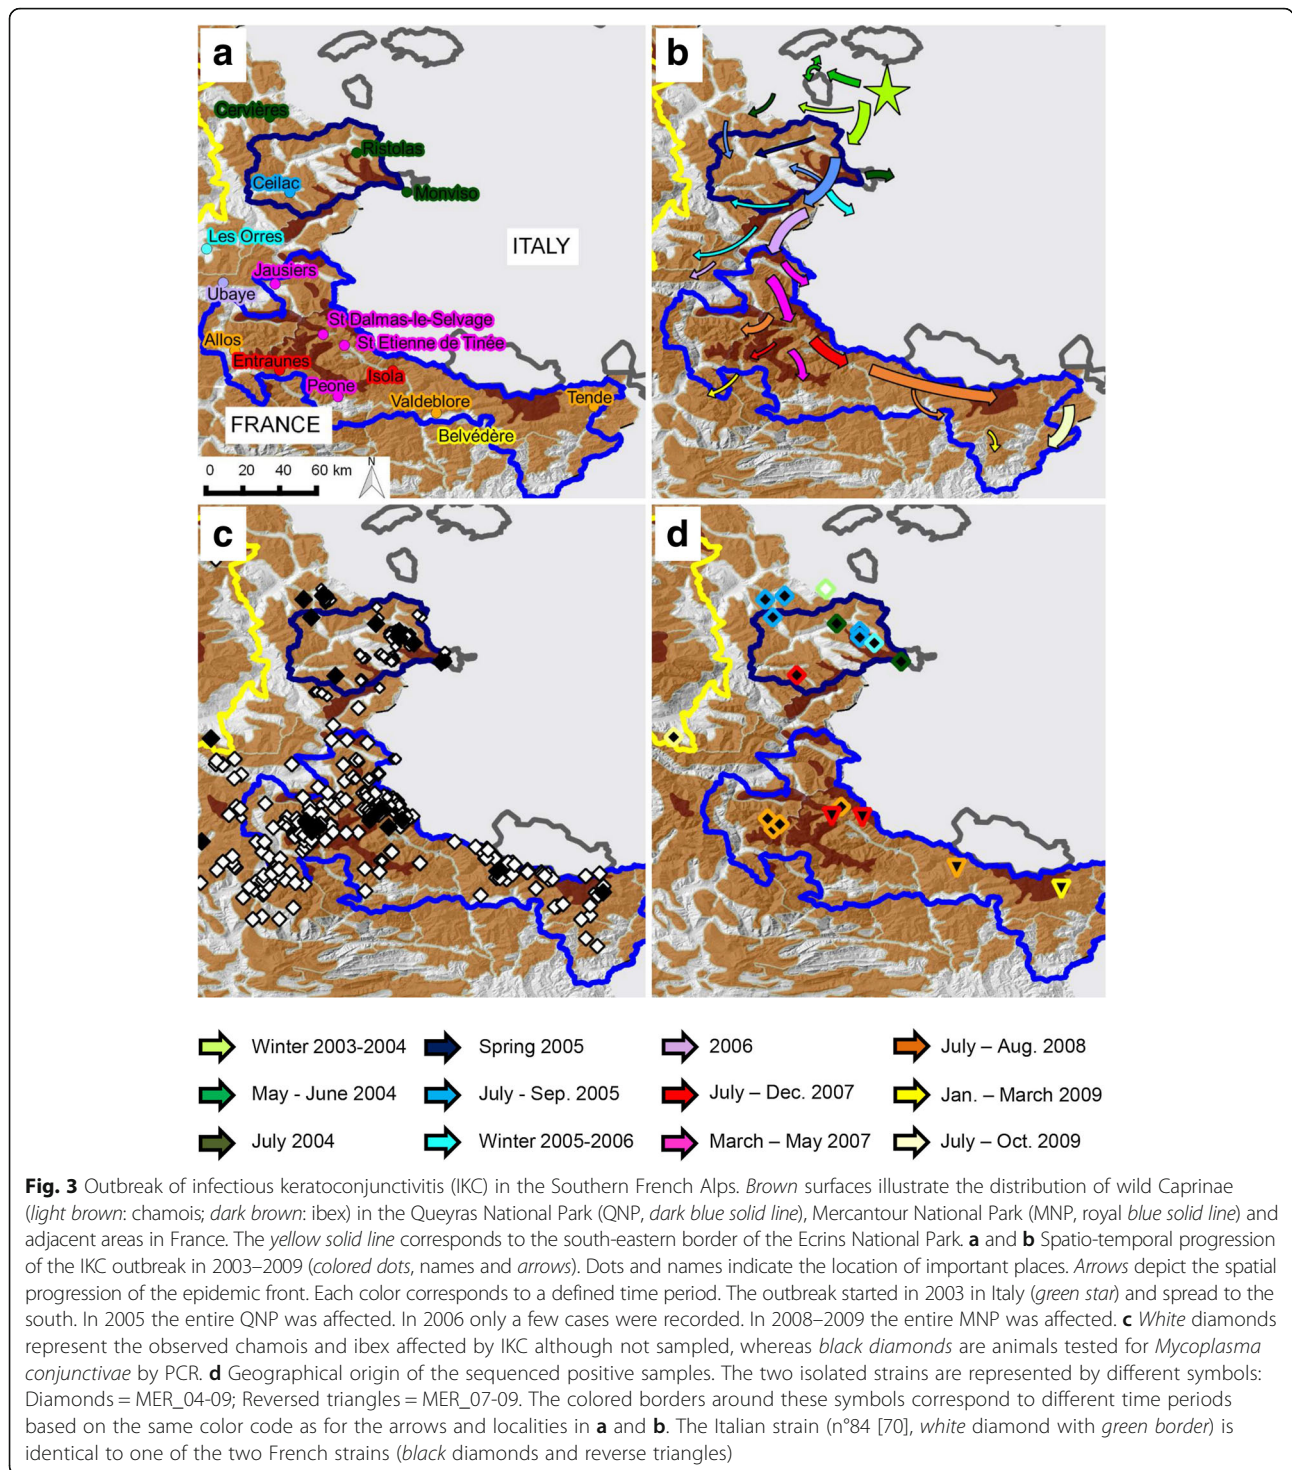 a
Cervières
Ristolas
Ceilac
Monviso
Les Orres
ITALY
Jausiers
Ubaye
St Dalmas-le-Selvage
Allos
St Etienne de Tinée
Entraunes
Isola
Peone
Valdeblore
Tende
FRANCE
Belvédère
0 20 40 60 km
N
b
c
d
Winter 2003-2004
Spring 2005
2006
July – Aug. 2008
May - June 2004
July - Sep. 2005
July – Dec. 2007
Jan. – March 2009
July 2004
Winter 2005-2006
March – May 2007
July – Oct. 2009
Fig. 3 Outbreak of infectious keratoconjunctivitis (IKC) in the Southern French Alps. Brown surfaces illustrate the distribution of wild Caprinae
(light brown: chamois; dark brown: ibex) in the Queyras National Park (QNP, dark blue solid line), Mercantour National Park (MNP, royal blue solid line) and
adjacent areas in France. The yellow solid line corresponds to the south-eastern border of the Ecrins National Park. a and b Spatio-temporal progression
of the IKC outbreak in 2003–2009 (colored dots, names and arrows). Dots and names indicate the location of important places. Arrows depict the spatial
progression of the epidemic front. Each color corresponds to a defined time period. The outbreak started in 2003 in Italy (green star) and spread to the
south. In 2005 the entire QNP was affected. In 2006 only a few cases were recorded. In 2008–2009 the entire MNP was affected. c White diamonds
represent the observed chamois and ibex affected by IKC although not sampled, whereas black diamonds are animals tested for Mycoplasma
conjunctivae by PCR. d Geographical origin of the sequenced positive samples. The two isolated strains are represented by different symbols:
Diamonds = MER_04-09; Reversed triangles = MER_07-09. The colored borders around these symbols correspond to different time periods
based on the same color code as for the arrows and localities in a and b. The Italian strain (n°84 [70], white diamond with green border) is
identical to one of the two French strains (black diamonds and reverse triangles)